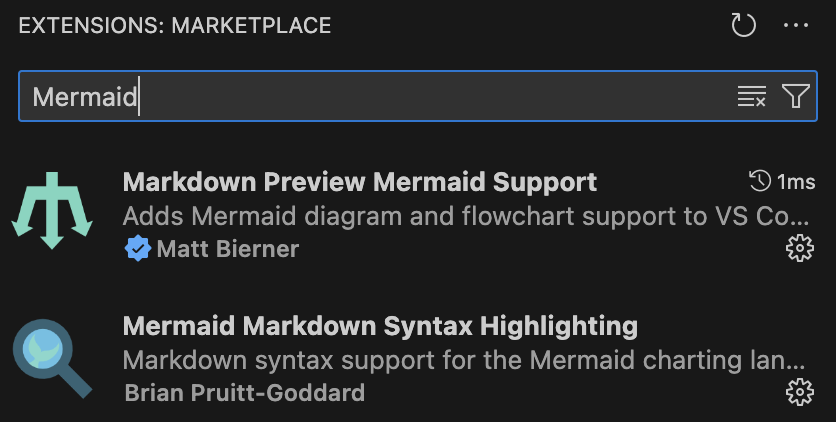 EXTENSIONS: MARKETPLACE
Mermaid
Markdown Preview Mermaid Support 1ms
Adds Mermaid diagram and flowchart support to VS Co...
Matt Bierner
Mermaid Markdown Syntax Highlighting
Markdown syntax support for the Mermaid charting lan...
Brian Pruitt-Goddard